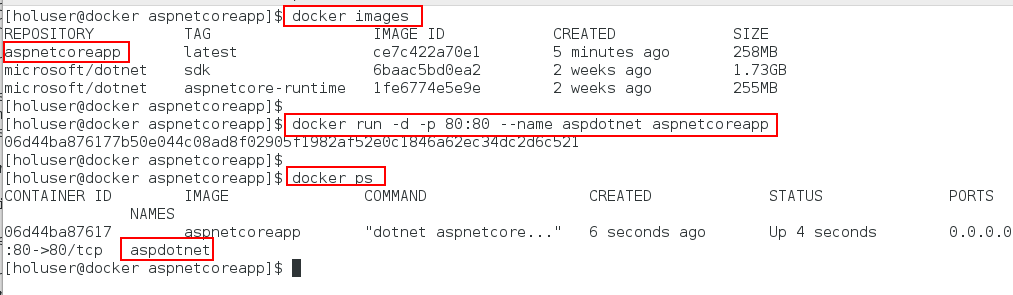 [holuser@docker aspnetcoreapp]$ docker images
REPOSITORY TAG IMAGE ID CREATED SIZE
aspnetcoreapp latest ce7c422a70e1 5 minutes ago 258MB
microsoft/dotnet sdk 6baac5bd0ea2 2 weeks ago 1.73GB
microsoft/dotnet aspnetcore-runtime 1fe6774e5e9e 2 weeks ago 255MB
[holuser@docker aspnetcoreapp]$
[holuser@docker aspnetcoreapp]$ docker run -d -p 80:80 --name aspdotnet aspnetcoreapp
06d44ba876177b50e044c08ad8f02905f1982af52e0c1846a62ec34dc2d6c521
[holuser@docker aspnetcoreapp]$
[holuser@docker aspnetcoreapp]$ docker ps
CONTAINER ID IMAGE COMMAND CREATED STATUS PORTS
NAMES
06d44ba87617 aspnetcoreapp "dotnet aspnetcore..." 6 seconds ago Up 4 seconds 0.0.0.0
:80->80/tcp aspdotnet
[holuser@docker aspnetcoreapp]$